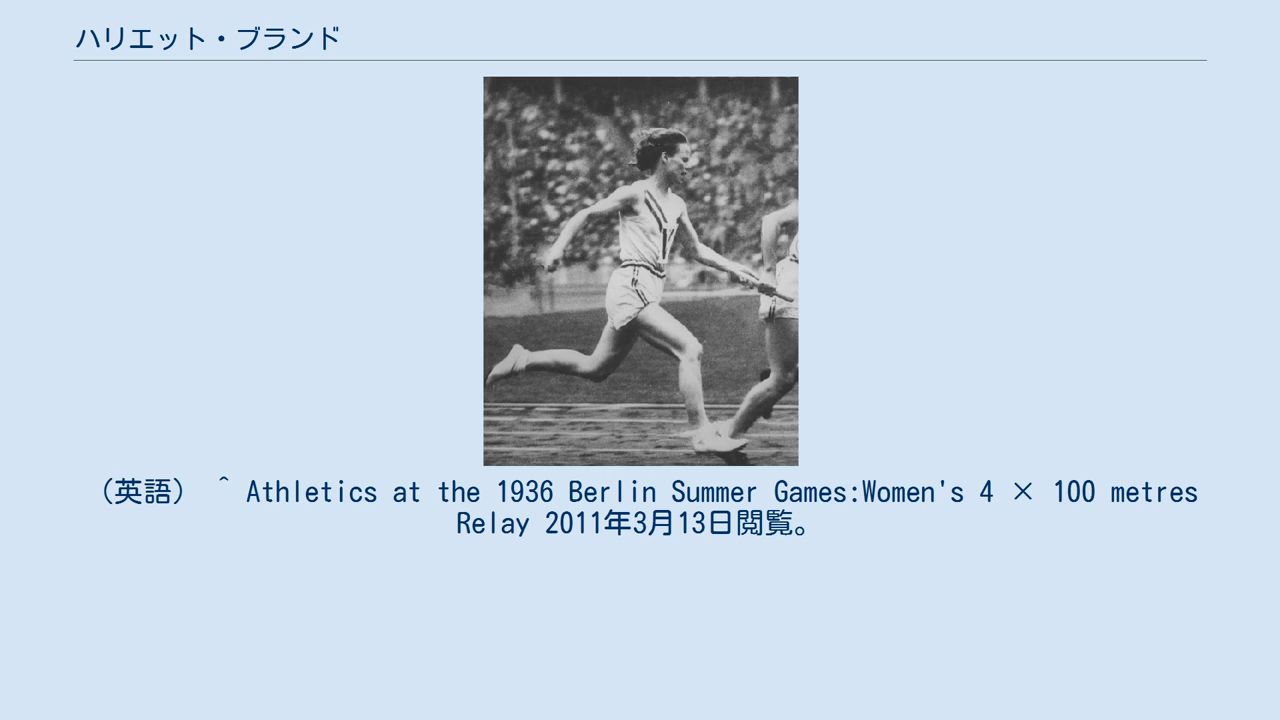 ハリエット・ブランド
（英語） ^ Athletics at the 1936 Berlin Summer Games:Women's 4 × 100 metres
Relay 2011年3月13日閲覧。